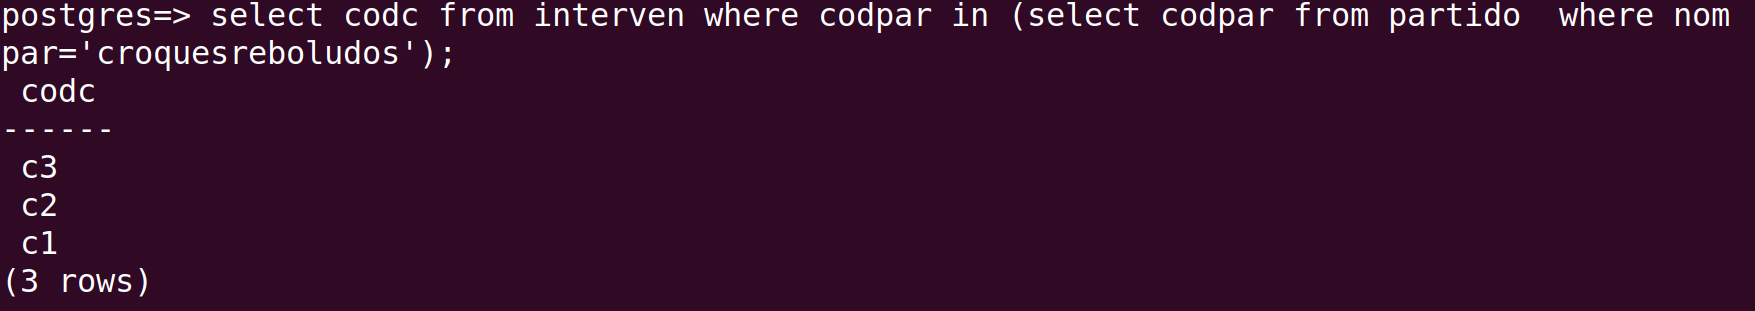 postgres=> select codc from interven where codpar in (select codpar from partido  where nom
par='croquesreboludos');
 codc
------
 c3
 c2
 c1
(3 rows)